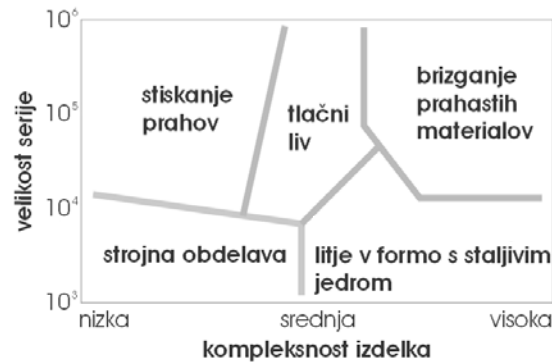 10⁶
stiskanje
prahov
tlačni
liv
brizganje
prahastih
materialov
10⁵
velikost serije
10⁴
strojna obdelava
litje v formo s staljivim
jedrom
10³
nizka
srednja
visoka
kompleksnost izdelka